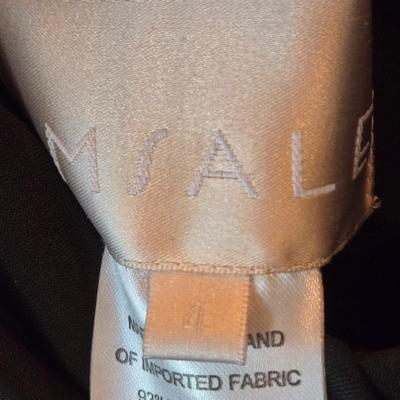 MSALE
4
AND
OF IMPORTED FABRIC